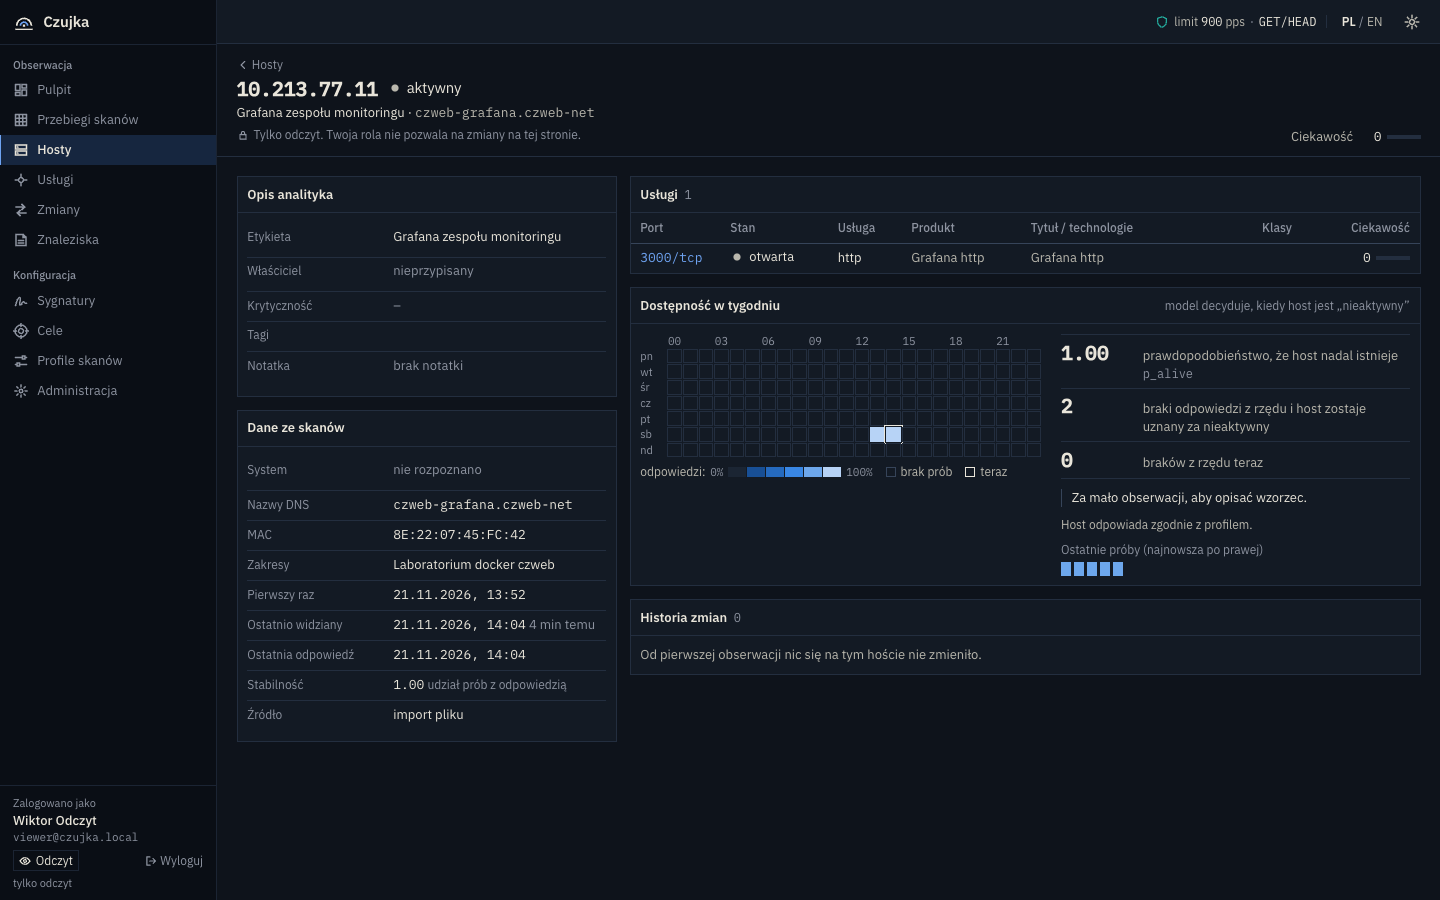 Czujka
limit 900 pps · GET/HEAD
PL / EN
Obserwacja
Pulpit
Przebiegi skanów
Hosty
Usługi
Zmiany
Znaleziska
Konfiguracja
Sygnatury
Cele
Profile skanów
Administracja
Zalogowano jako
Wiktor Odczyt
viewer@czujka.local
Odczyt
Wyloguj
tylko odczyt
Hosty
10.213.77.11 aktywny
Grafana zespołu monitoringu · czweb-grafana.czweb-net
Tylko odczyt. Twoja rola nie pozwala na zmiany na tej stronie.
Ciekawość 0
Opis analityka
Etykieta Grafana zespołu monitoringu
Właściciel nieprzypisany
Krytyczność –
Tagi
Notatka brak notatki
Dane ze skanów
System nie rozpoznano
Nazwy DNS czweb-grafana.czweb-net
MAC 8E:22:07:45:FC:42
Zakresy Laboratorium docker czweb
Pierwszy raz 21.11.2026, 13:52
Ostatnio widziany 21.11.2026, 14:04 4 min temu
Ostatnia odpowiedź 21.11.2026, 14:04
Stabilność 1.00 udział prób z odpowiedzią
Źródło import pliku
Usługi 1
Port Stan Usługa Produkt Tytuł / technologie Klasy Ciekawość
3000/tcp otwarta http Grafana http Grafana http 0
Dostępność w tygodniu
model decyduje, kiedy host jest „nieaktywny”
00 03 06 09 12 15 18 21
pn
wt
śr
cz
pt
sb
nd
odpowiedzi: 0% 100% brak prób teraz
1.00 prawdopodobieństwo, że host nadal istnieje
p_alive
2 braki odpowiedzi z rzędu i host zostaje
uznany za nieaktywny
0 braków z rzędu teraz
Za mało obserwacji, aby opisać wzorzec.
Host odpowiada zgodnie z profilem.
Ostatnie próby (najnowsza po prawej)
Historia zmian 0
Od pierwszej obserwacji nic się na tym hoście nie zmieniło.